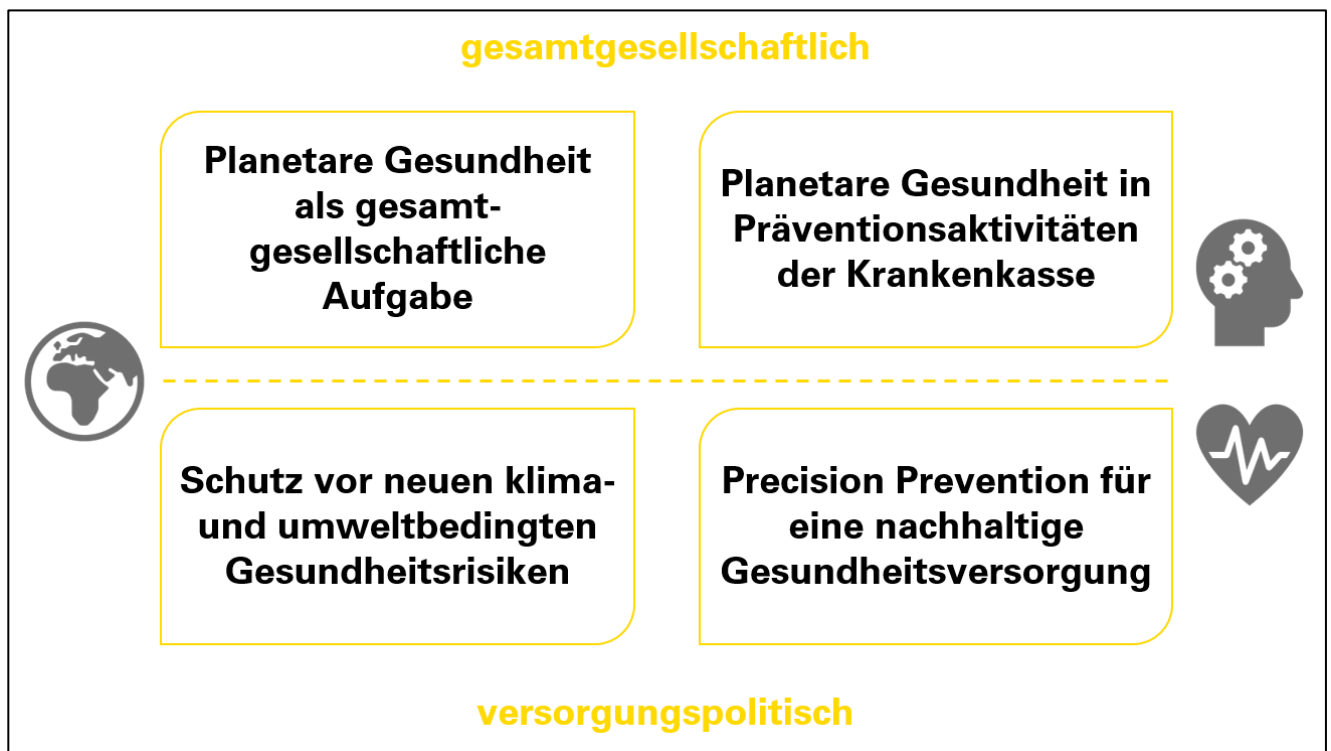 gesamtgesellschaftlich
Planetare Gesundheit
als gesamt-
gesellschaftliche
Aufgabe
Planetare Gesundheit in
Präventionsaktivitäten
der Krankenkasse
Schutz vor neuen klima-
und umweltbedingten
Gesundheitsrisiken
Precision Prevention für
eine nachhaltige
Gesundheitsversorgung
versorgungspolitisch